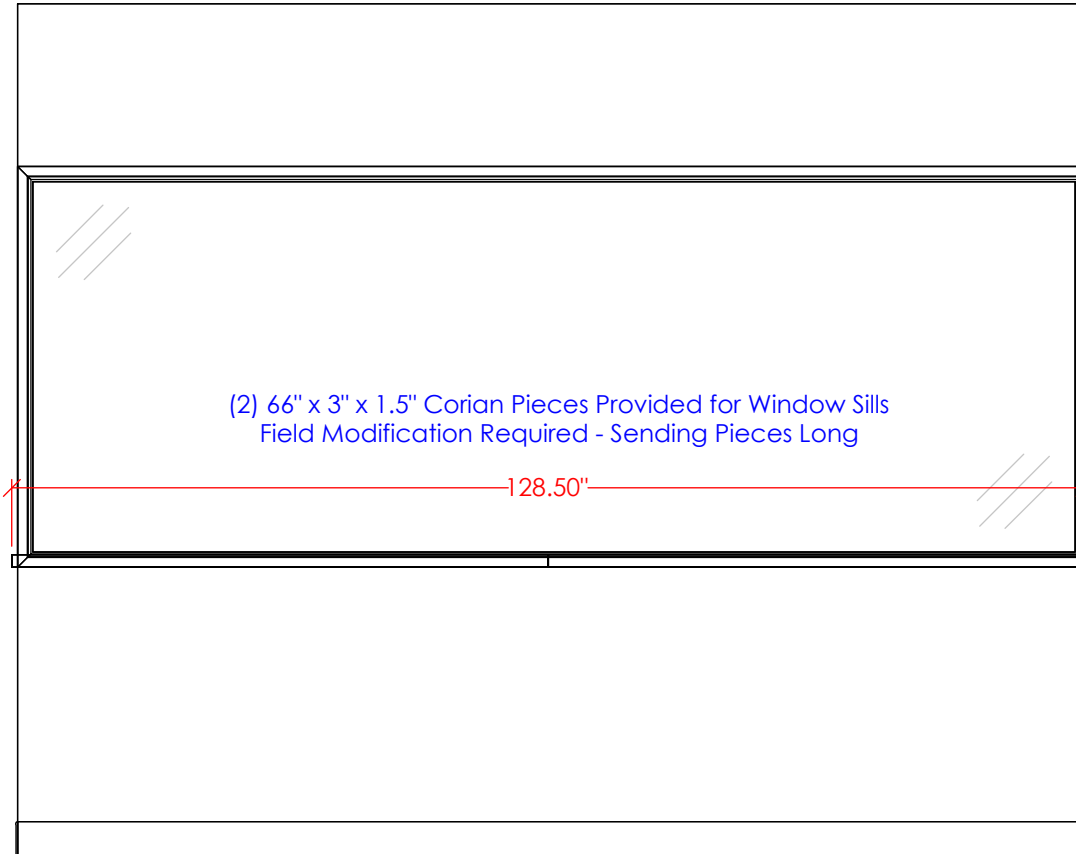 (2) 66" x 3" x 1.5" Corian Pieces Provided for Window Sills
Field Modification Required - Sending Pieces Long
128.50"